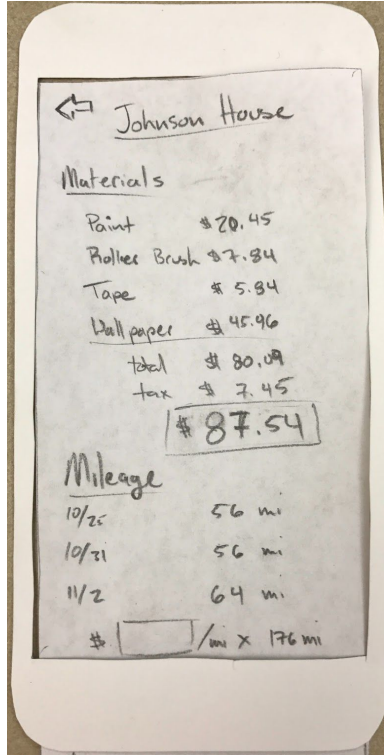 Johnson House
Materials
Paint $20.45
Roller Brush $7.84
Tape $5.84
Wallpaper $45.96
total $80.09
tax $7.45
$87.54
Mileage
10/25 56 mi
10/31 56 mi
11/2 64 mi
$ /mi x 176 mi